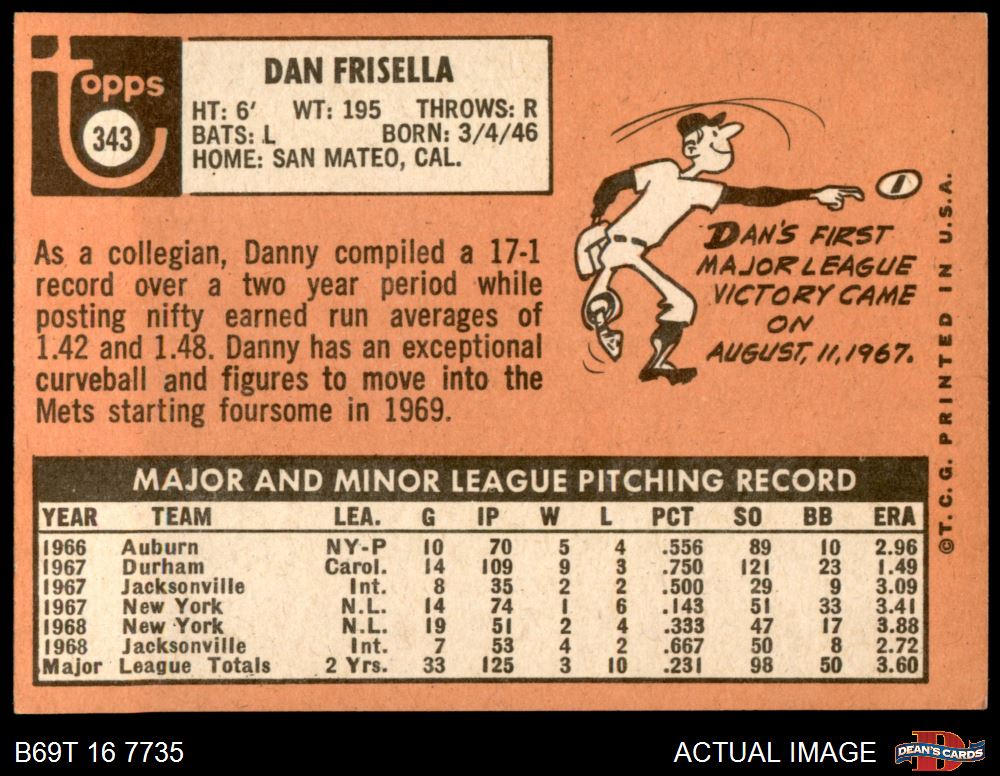 topps
343
DAN FRISELLA
HT: 6' WT: 195 THROWS: R
BATS: L BORN: 3/4/46
HOME: SAN MATEO, CAL.
As a collegian, Danny compiled a 17-1
record over a two year period while
posting nifty earned run averages of
1.42 and 1.48. Danny has an exceptional
curveball and figures to move into the
Mets starting foursome in 1969.
DAN'S FIRST
MAJOR LEAGUE
VICTORY CAME
ON
AUGUST, 11, 1967.
©T. C. G. PRINTED IN U.S.A.
MAJOR AND MINOR LEAGUE PITCHING RECORD
YEAR TEAM LEA. G IP W L PCT SO BB ERA
1966 Auburn NY-P 10 70 5 4 .556 89 10 2.96
1967 Durham Carol. 14 109 9 3 .750 121 23 1.49
1967 Jacksonville Int. 8 35 2 2 .500 29 9 3.09
1967 New York N.L. 14 74 1 6 .143 51 33 3.41
1968 New York N.L. 19 51 2 4 .333 47 17 3.88
1968 Jacksonville Int. 7 53 4 2 .667 50 8 2.72
Major League Totals 2 Yrs. 33 125 3 10 .231 98 50 3.60
B69T 16 7735
ACTUAL IMAGE
DEAN'S CARDS